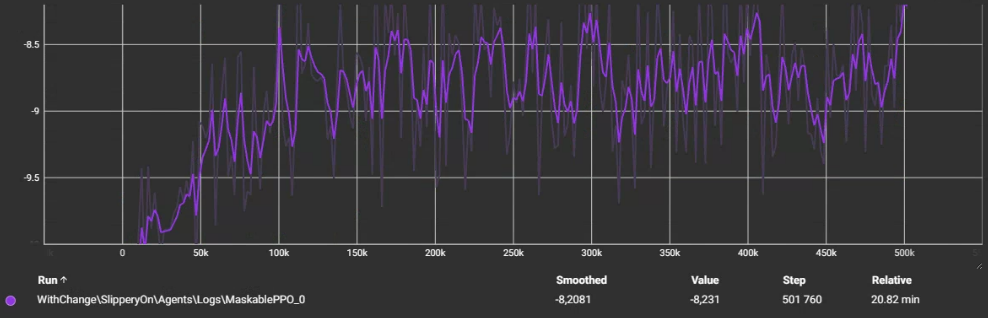 -8.5
-9
-9.5
0 50k 100k 150k 200k 250k 300k 350k 400k 450k 500k
Run ↑ Smoothed Value Step Relative
WithChange\SlipperyOn\Agents\Logs\MaskablePPO_0 -8,2081 -8,231 501 760 20.82 min